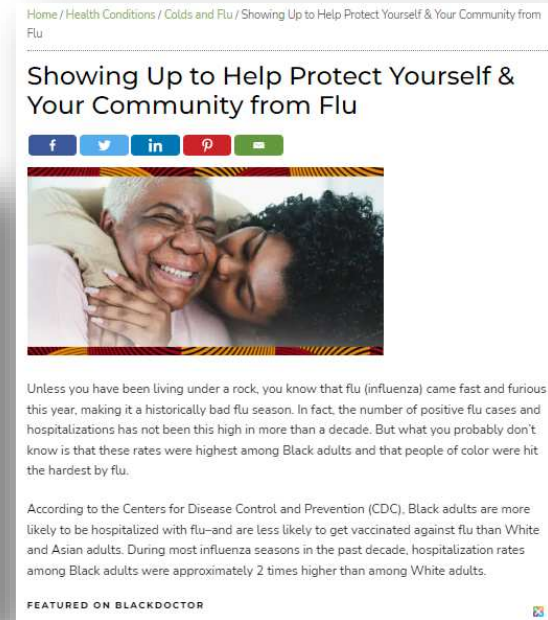 Home / Health Conditions / Colds and Flu / Showing Up to Help Protect Yourself & Your Community from
Flu
Showing Up to Help Protect Yourself &
Your Community from Flu
Unless you have been living under a rock, you know that flu (influenza) came fast and furious
this year, making it a historically bad flu season. In fact, the number of positive flu cases and
hospitalizations has not been this high in more than a decade. But what you probably don't
know is that these rates were highest among Black adults and that people of color were hit
the hardest by flu.
According to the Centers for Disease Control and Prevention (CDC), Black adults are more
likely to be hospitalized with flu–and are less likely to get vaccinated against flu than White
and Asian adults. During most influenza seasons in the past decade, hospitalization rates
among Black adults were approximately 2 times higher than among White adults.
FEATURED ON BLACKDOCTOR